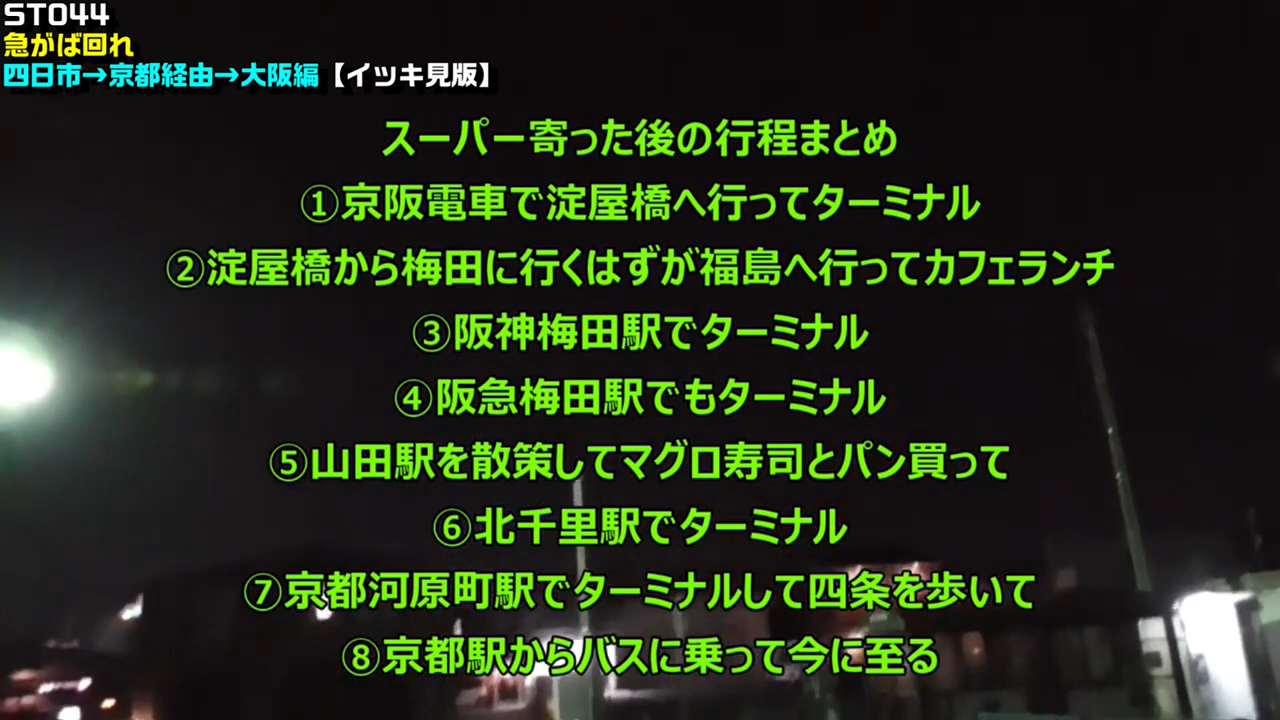 ST044
急がば回れ
四日市→京都経由→大阪編【イツキ見版】
スーパー寄った後の行程まとめ
①京阪電車で淀屋橋へ行ってターミナル
②淀屋橋から梅田に行くはずが福島へ行ってカフェランチ
③阪神梅田駅でターミナル
④阪急梅田駅でもターミナル
⑤山田駅を散策してマグロ寿司とパン買って
⑥北千里駅でターミナル
⑦京都河原町駅でターミナルして四条を歩いて
⑧京都駅からバスに乗って今に至る